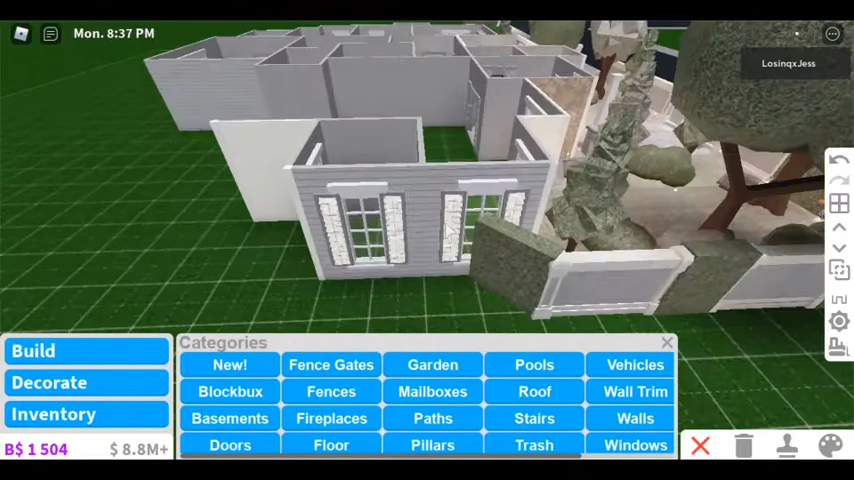 Mon. 8:37 PM
LosinqxJess
Build
Decorate
Inventory
B$ 1 504
$ 8.8M+
Categories
New! Fence Gates Garden Pools Vehicles
Blockbux Fences Mailboxes Roof Wall Trim
Basements Fireplaces Paths Stairs Walls
Doors Floor Pillars Trash Windows